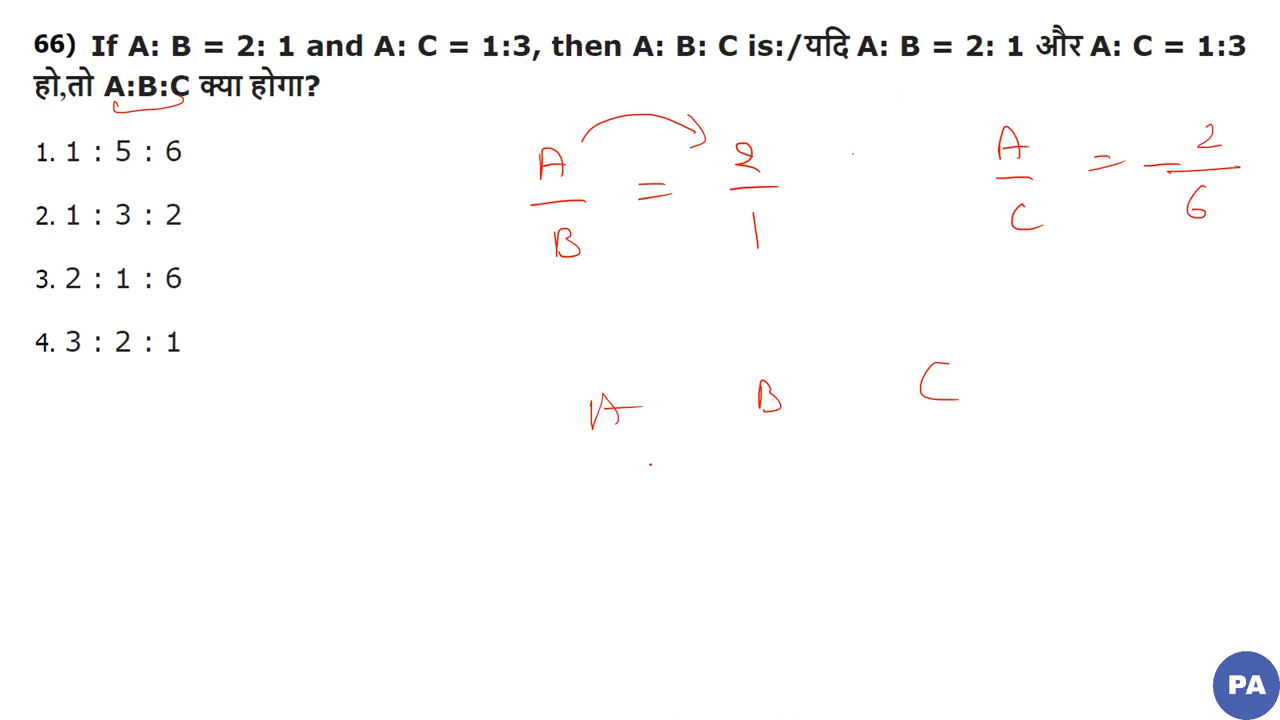 66) If A: B = 2: 1 and A: C = 1:3, then A: B: C is:/यदि A: B = 2: 1 और A: C = 1:3
हो,तो A:B:C क्या होगा?
1. 1 : 5 : 6
2. 1 : 3 : 2
3. 2 : 1 : 6
4. 3 : 2 : 1
A/B = 2/1
A/C = 2/6
A B C
PA